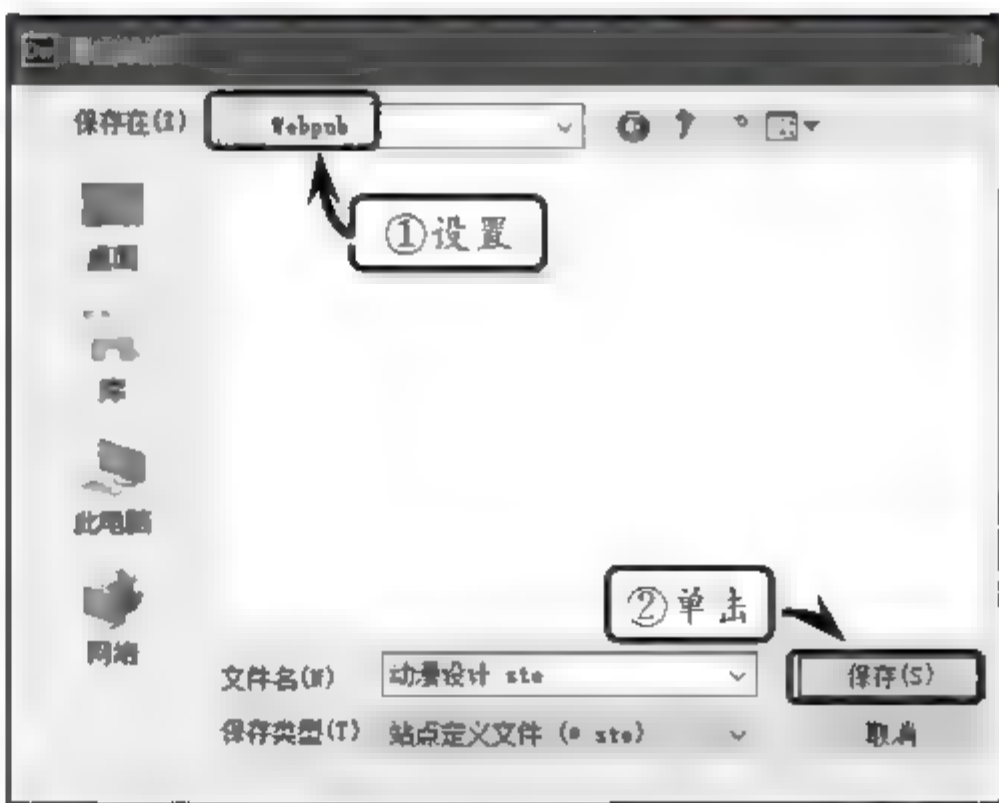 Dw
保存在(I)
Webpub
①设置
库
此电脑
网络
②单击
文件名(N)
动漫设计 ste
保存(S)
保存类型(T)
站点定义文件 (* ste)
取消